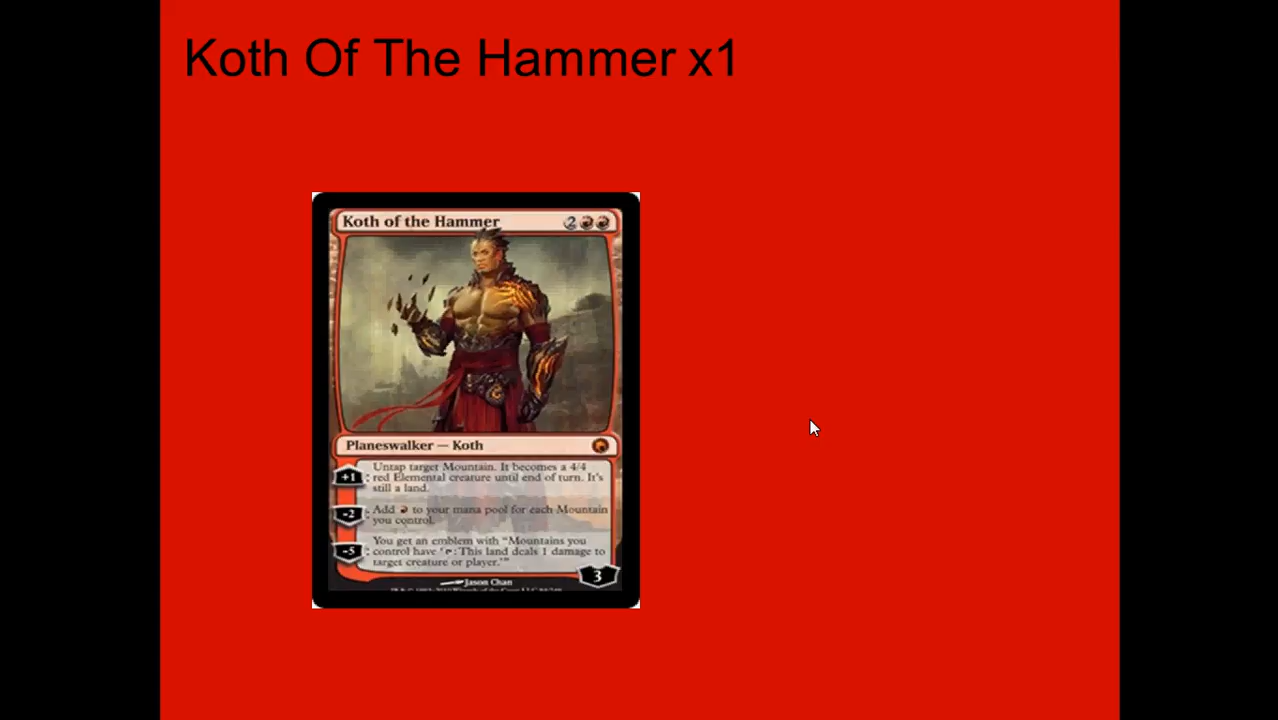 Koth Of The Hammer x1
Koth of the Hammer 2
Planeswalker — Koth
+1 : Untap target Mountain. It becomes a 4/4
red Elemental creature until end of turn. It's
still a land.
-2 : Add to your mana pool for each Mountain
you control.
-5 : You get an emblem with “Mountains you
control have ‘ : This land deals 1 damage to
target creature or player.’”
3
Jason Chan